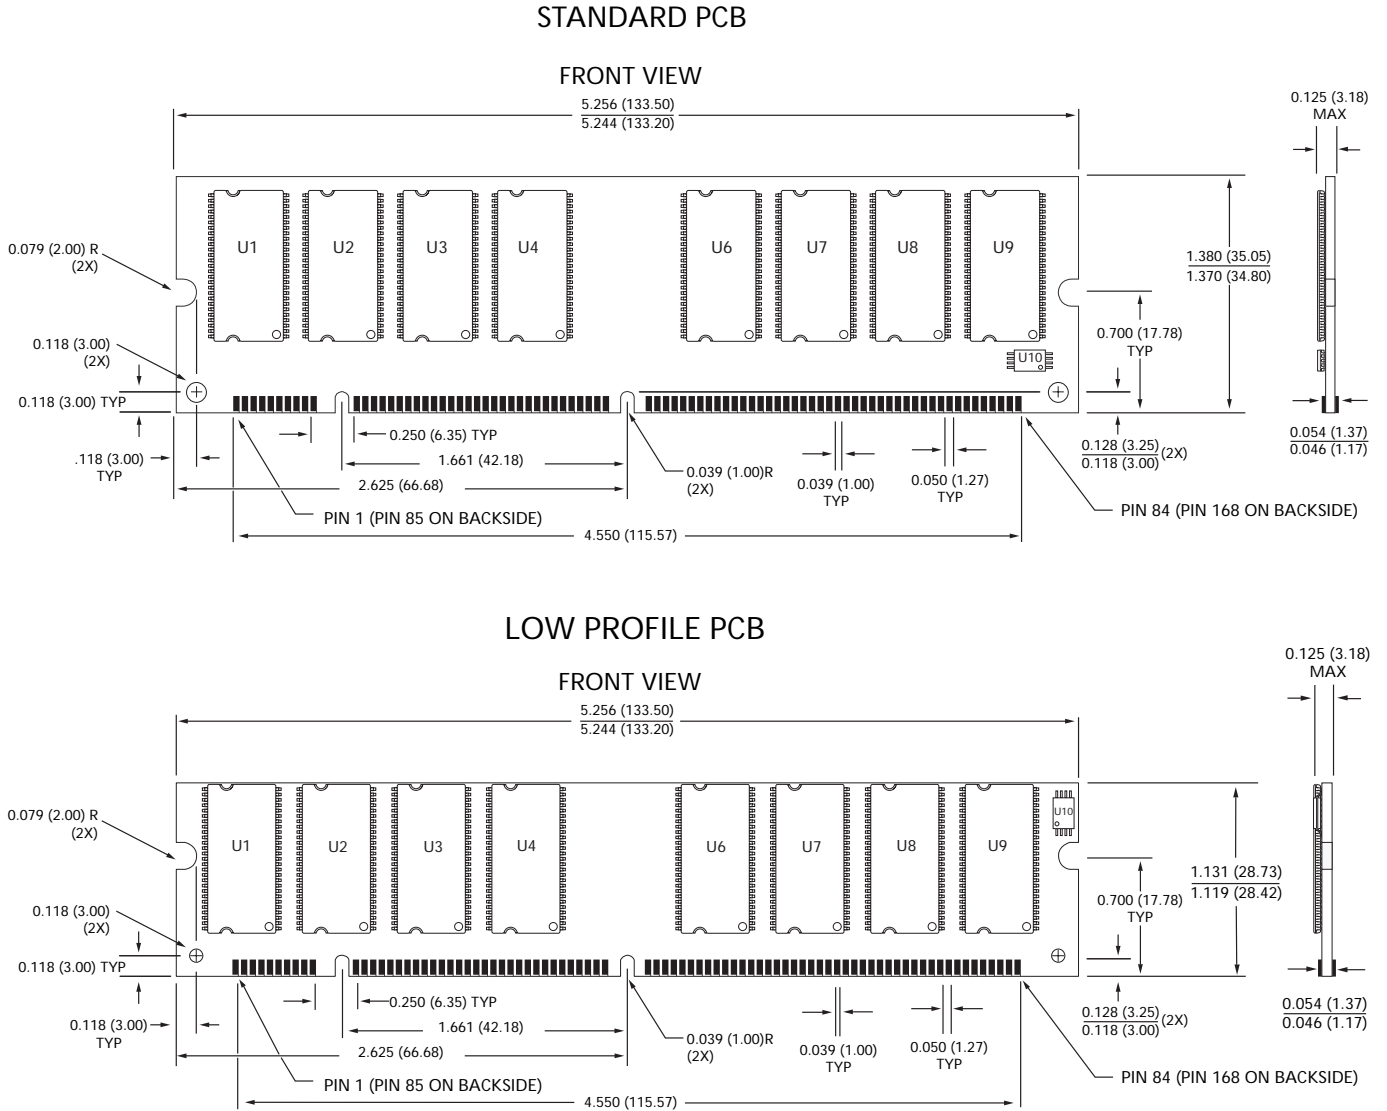 STANDARD PCB
FRONT VIEW
5.256 (133.50)
5.244 (133.20)
0.125 (3.18)
MAX
U1
U2
U3
U4
U6
U7
U8
U9
0.079 (2.00) R
(2X)
1.380 (35.05)
1.370 (34.80)
0.118 (3.00)
(2X)
0.700 (17.78)
TYP
U10
0.118 (3.00) TYP
0.250 (6.35) TYP
.118 (3.00)
TYP
1.661 (42.18)
2.625 (66.68)
0.039 (1.00)R
(2X)
0.039 (1.00)
TYP
0.050 (1.27)
TYP
0.128 (3.25)
0.118 (3.00)
(2X)
0.054 (1.37)
0.046 (1.17)
PIN 1 (PIN 85 ON BACKSIDE)
PIN 84 (PIN 168 ON BACKSIDE)
4.550 (115.57)
LOW PROFILE PCB
FRONT VIEW
5.256 (133.50)
5.244 (133.20)
0.125 (3.18)
MAX
U1
U2
U3
U4
U6
U7
U8
U9
U10
0.079 (2.00) R
(2X)
1.131 (28.73)
1.119 (28.42)
0.118 (3.00)
(2X)
0.700 (17.78)
TYP
0.118 (3.00) TYP
0.250 (6.35) TYP
0.118 (3.00)
TYP
1.661 (42.18)
2.625 (66.68)
0.039 (1.00)R
(2X)
0.039 (1.00)
TYP
0.050 (1.27)
TYP
0.128 (3.25)
0.118 (3.00)
(2X)
0.054 (1.37)
0.046 (1.17)
PIN 1 (PIN 85 ON BACKSIDE)
PIN 84 (PIN 168 ON BACKSIDE)
4.550 (115.57)